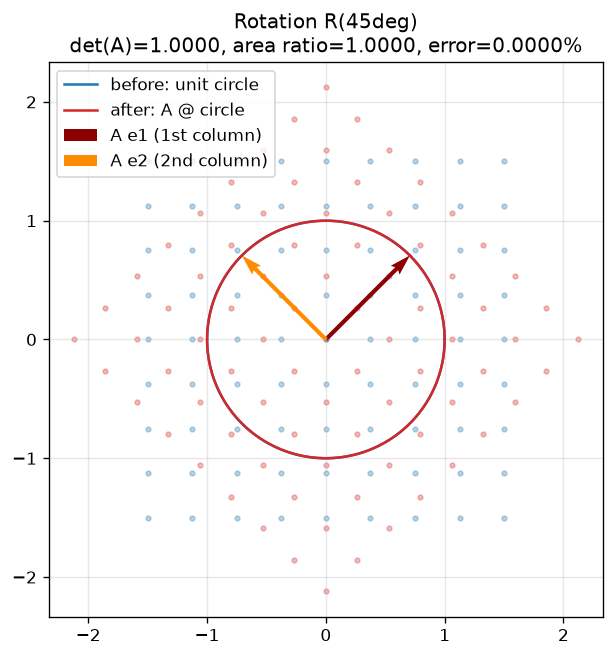 Rotation R(45deg)
det(A)=1.0000, area ratio=1.0000, error=0.0000%
before: unit circle
after: A @ circle
A e1 (1st column)
A e2 (2nd column)
2
1
0
−1
−2
−2
−1
0
1
2